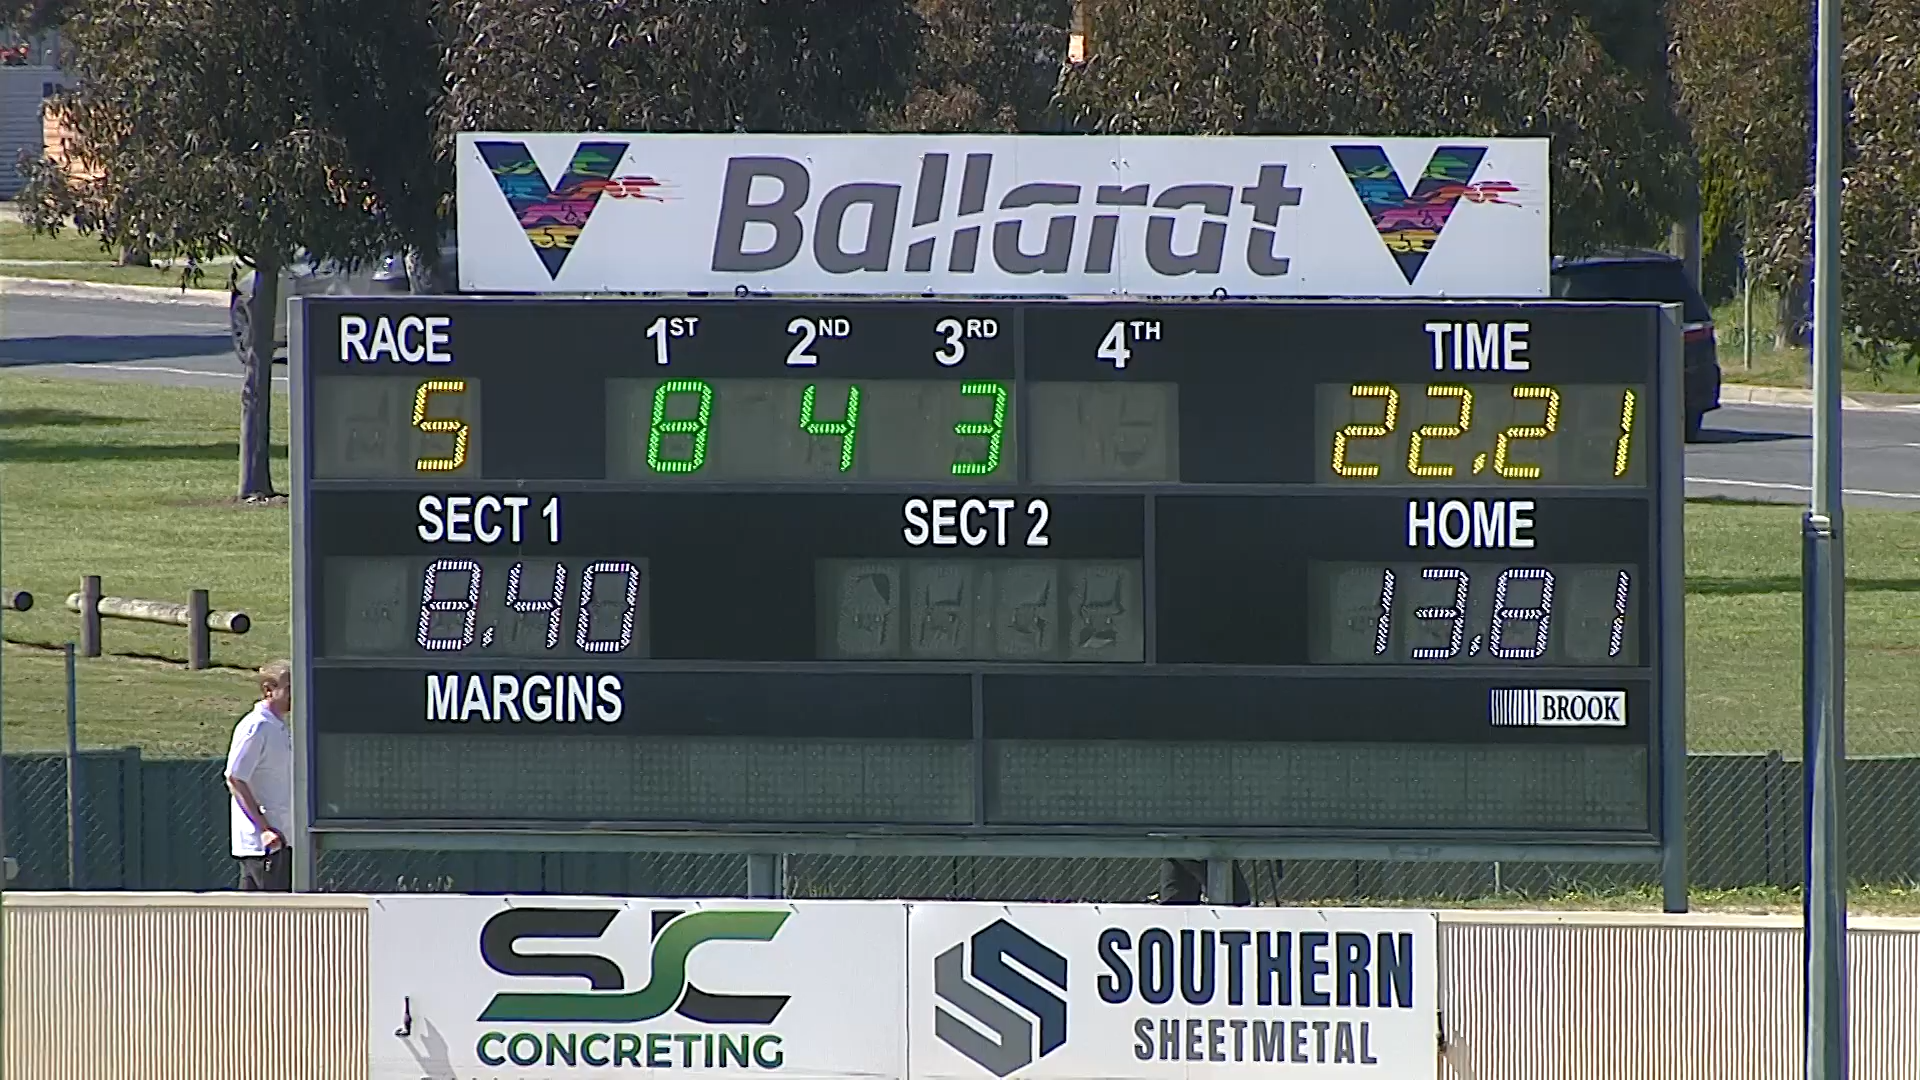 Ballarat
RACE 1ST 2ND 3RD 4TH TIME
5 8 4 3 22.21
SECT 1 SECT 2 HOME
8.40 13.81
MARGINS
BROOK
SJC
CONCRETING
SOUTHERN
SHEETMETAL